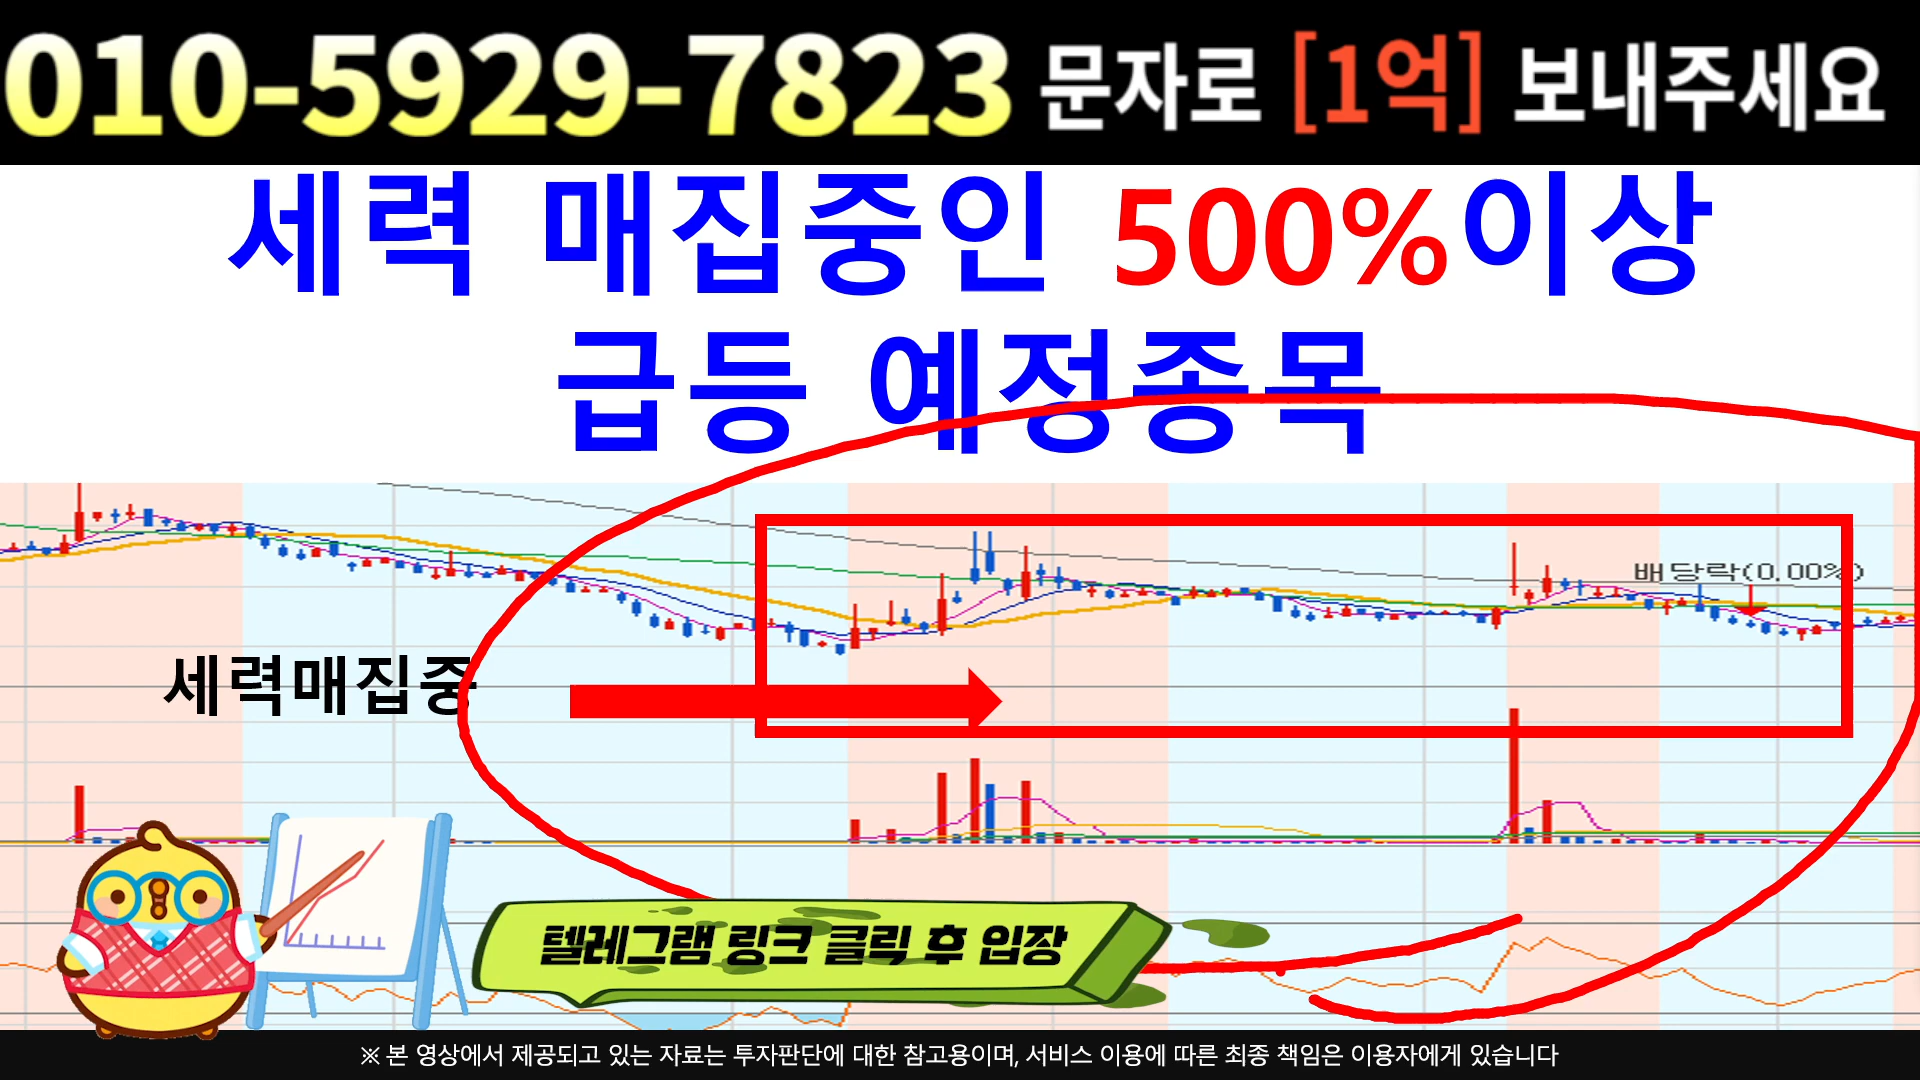 010-5929-7823 문자로 [1억] 보내주세요
세력 매집중인 500%이상
급등 예정종목
배당락(0.00%)
세력매집중
텔레그램 링크 클릭 후 입장
※ 본 영상에서 제공되고 있는 자료는 투자판단에 대한 참고용이며, 서비스 이용에 따른 최종 책임은 이용자에게 있습니다